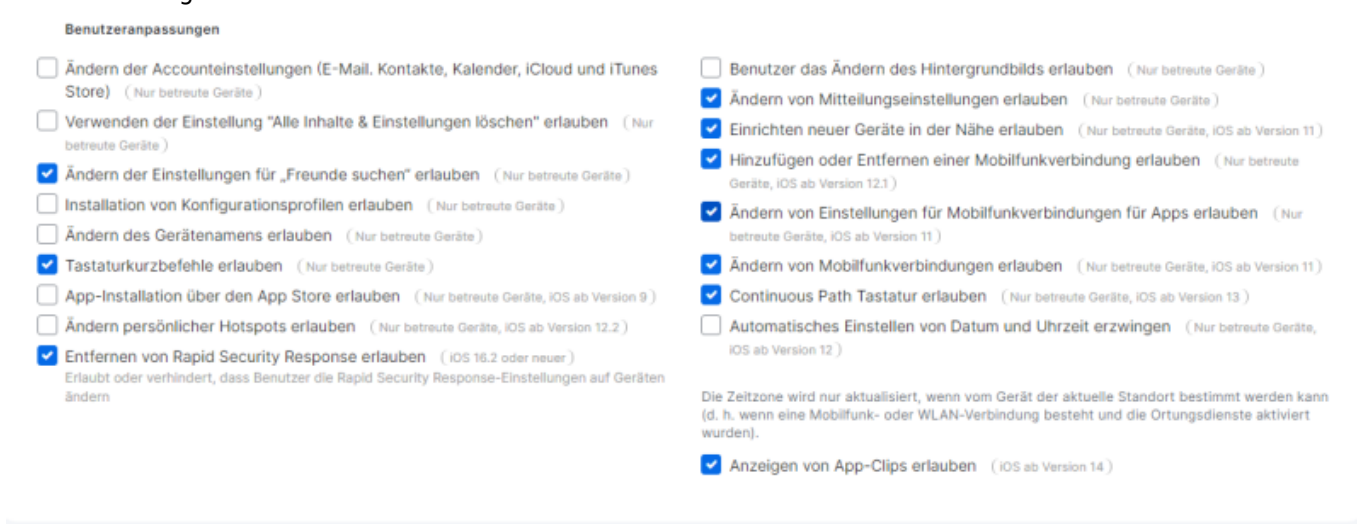 Benutzeranpassungen
Ändern der Accounteinstellungen (E-Mail. Kontakte, Kalender, iCloud und iTunes
Store) ( Nur betreute Geräte )
Verwenden der Einstellung "Alle Inhalte & Einstellungen löschen" erlauben ( Nur
betreute Geräte )
Ändern der Einstellungen für „Freunde suchen" erlauben ( Nur betreute Geräte )
Installation von Konfigurationsprofilen erlauben ( Nur betreute Geräte )
Ändern des Gerätenamens erlauben ( Nur betreute Geräte )
Tastaturkurzbefehle erlauben ( Nur betreute Geräte )
App-Installation über den App Store erlauben ( Nur betreute Geräte, iOS ab Version 9 )
Ändern persönlicher Hotspots erlauben ( Nur betreute Geräte, iOS ab Version 12.2 )
Entfernen von Rapid Security Response erlauben ( iOS 16.2 oder neuer )
Erlaubt oder verhindert, dass Benutzer die Rapid Security Response-Einstellungen auf Geräten
ändern
Benutzer das Ändern des Hintergrundbilds erlauben ( Nur betreute Geräte )
Ändern von Mitteilungseinstellungen erlauben ( Nur betreute Geräte )
Einrichten neuer Geräte in der Nähe erlauben ( Nur betreute Geräte, iOS ab Version 11 )
Hinzufügen oder Entfernen einer Mobilfunkverbindung erlauben ( Nur betreute
Geräte, iOS ab Version 12.1 )
Ändern von Einstellungen für Mobilfunkverbindungen für Apps erlauben ( Nur
betreute Geräte, iOS ab Version 11 )
Ändern von Mobilfunkverbindungen erlauben ( Nur betreute Geräte, iOS ab Version 11 )
Continuous Path Tastatur erlauben ( Nur betreute Geräte, iOS ab Version 13 )
Automatisches Einstellen von Datum und Uhrzeit erzwingen ( Nur betreute Geräte,
iOS ab Version 12 )
Die Zeitzone wird nur aktualisiert, wenn vom Gerät der aktuelle Standort bestimmt werden kann
(d. h. wenn eine Mobilfunk- oder WLAN-Verbindung besteht und die Ortungsdienste aktiviert
wurden).
Anzeigen von App-Clips erlauben ( iOS ab Version 14 )